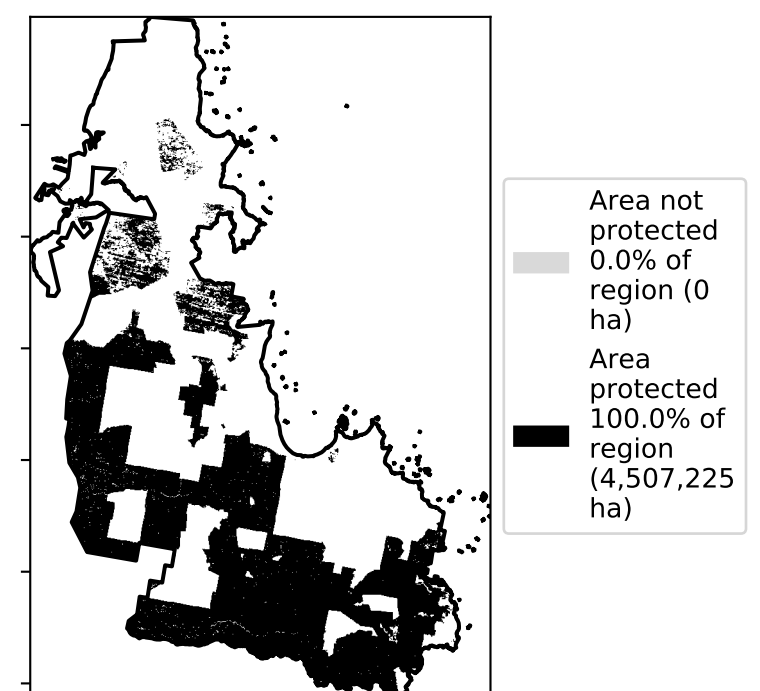 Area not
protected
0.0% of
region (0
ha)
Area
protected
100.0% of
region
(4,507,225
ha)